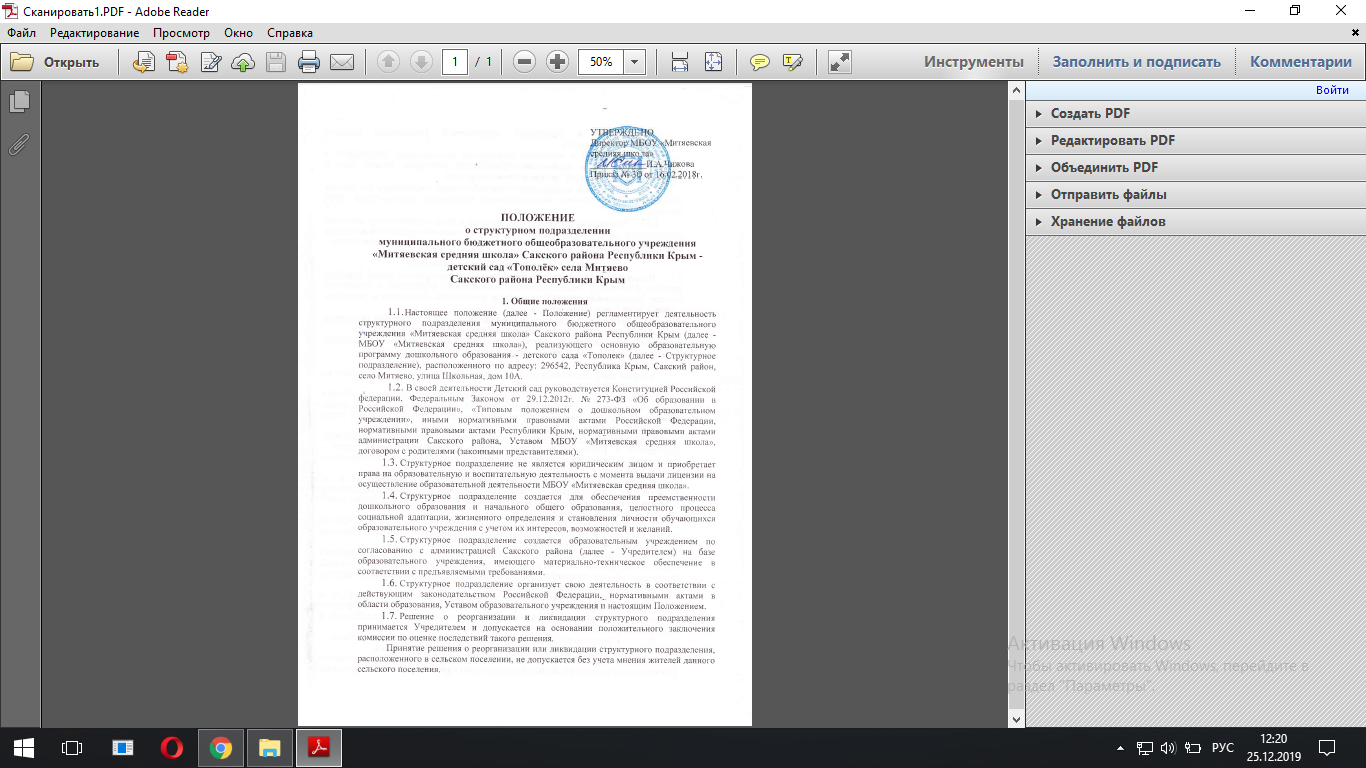 Сканировать1.PDF - Adobe Reader
Файл Редактирование Просмотр Окно Справка
Открыть 1 / 1 50% Инструменты Заполнить и подписать Комментарии
Войти
Создать PDF
Редактировать PDF
Объединить PDF
Отправить файлы
Хранение файлов
УТВЕРЖДЕНО
Директор МБОУ «Митяевская
средняя школа»
И.А.Чижова
Приказ № 30 от 16.02.2018г.
ПОЛОЖЕНИЕ
о структурном подразделении
муниципального бюджетного общеобразовательного учреждения
«Митяевская средняя школа» Сакского района Республики Крым -
детский сад «Тополёк» села Митяево
Сакского района Республики Крым
1. Общие положения
1.1. Настоящее положение (далее - Положение) регламентирует деятельность
структурного подразделения муниципального бюджетного общеобразовательного
учреждения «Митяевская средняя школа» Сакского района Республики Крым (далее -
МБОУ «Митяевская средняя школа»), реализующего основную образовательную
программу дошкольного образования - детского сада «Тополек» (далее - Структурное
подразделение), расположенного по адресу: 296542, Республика Крым, Сакский район,
село Митяево, улица Школьная, дом 10А.
1.2. В своей деятельности Детский сад руководствуется Конституцией Российской
федерации, Федеральным Законом от 29.12.2012г. № 273-ФЗ «Об образовании в
Российской Федерации», «Типовым положением о дошкольном образовательном
учреждении», иными нормативными правовыми актами Российской Федерации,
нормативными правовыми актами Республики Крым, нормативными правовыми актами
администрации Сакского района, Уставом МБОУ «Митяевская средняя школа»,
договором с родителями (законными представителями).
1.3. Структурное подразделение не является юридическим лицом и приобретает
права на образовательную и воспитательную деятельность с момента выдачи лицензии на
осуществление образовательной деятельности МБОУ «Митяевская средняя школа».
1.4. Структурное подразделение создается для обеспечения преемственности
дошкольного образования и начального общего образования, целостного процесса
социальной адаптации, жизненного определения и становления личности обучающихся
образовательного учреждения с учетом их интересов, возможностей и желаний.
1.5. Структурное подразделение создается образовательным учреждением по
согласованию с администрацией Сакского района (далее - Учредителем) на базе
образовательного учреждения, имеющего материально-техническое обеспечение в
соответствии с предъявляемыми требованиями.
1.6. Структурное подразделение организует свою деятельность в соответствии с
действующим законодательством Российской Федерации, нормативными актами в
области образования, Уставом образовательного учреждения и настоящим Положением.
1.7. Решение о реорганизации и ликвидации структурного подразделения
принимается Учредителем и допускается на основании положительного заключения
комиссии по оценке последствий такого решения.
Принятие решения о реорганизации или ликвидации структурного подразделения,
расположенного в сельском поселении, не допускается без учета мнения жителей данного
сельского поселения.
Активация Windows
Чтобы активировать Windows, перейдите в
раздел "Параметры".
РУС
12:20
25.12.2019